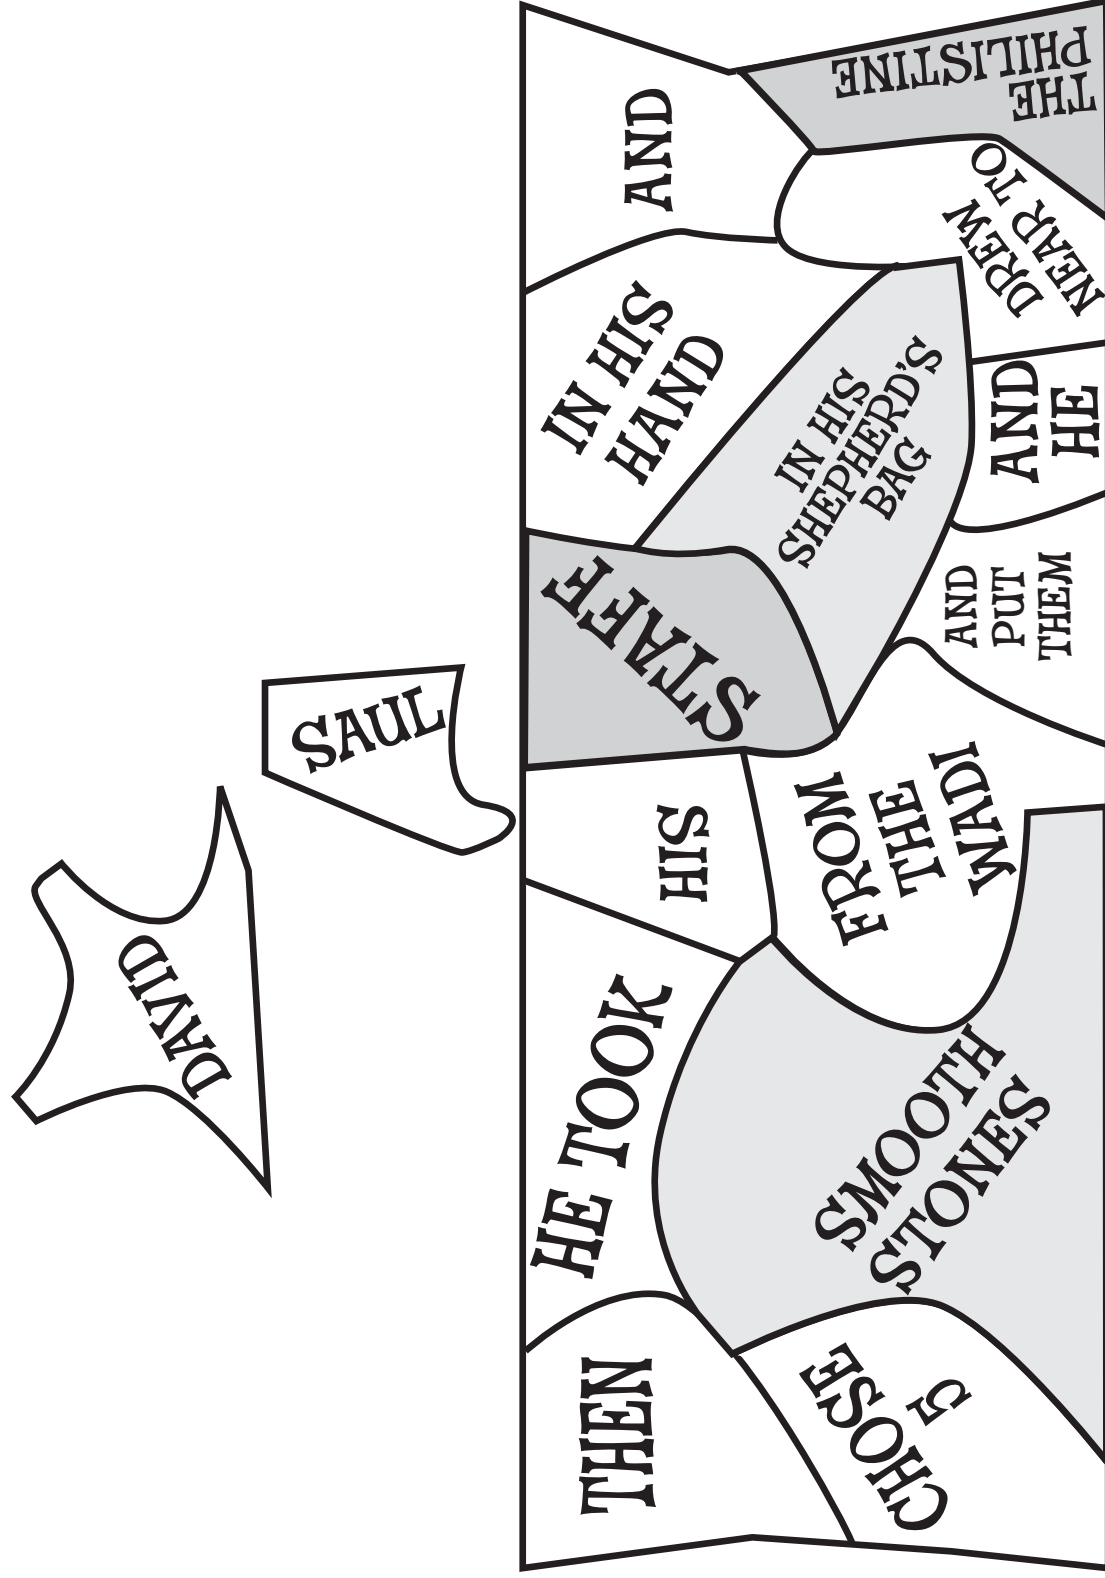 DAVID
SAUL
THEN
HE TOOK
HIS
STAFF
IN HIS
HAND
AND
CHOSE
5
SMOOTH
STONES
FROM
THE
WADI
AND
PUT
THEM
IN HIS
SHEPHERD'S
BAG
AND
HE
DREW
NEAR TO
THE
PHILISTINE